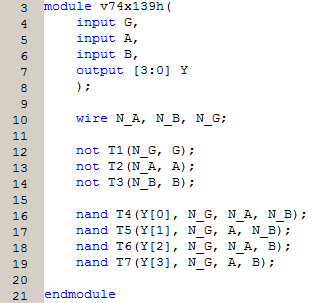 3 module v74x139h(
4 input G,
5 input A,
6 input B,
7 output [3:0] Y
8 );
9
10 wire N_A, N_B, N_G;
11
12 not T1(N_G, G);
13 not T2(N_A, A);
14 not T3(N_B, B);
15
16 nand T4(Y[0], N_G, N_A, N_B);
17 nand T5(Y[1], N_G, A, N_B);
18 nand T6(Y[2], N_G, N_A, B);
19 nand T7(Y[3], N_G, A, B);
20
21 endmodule